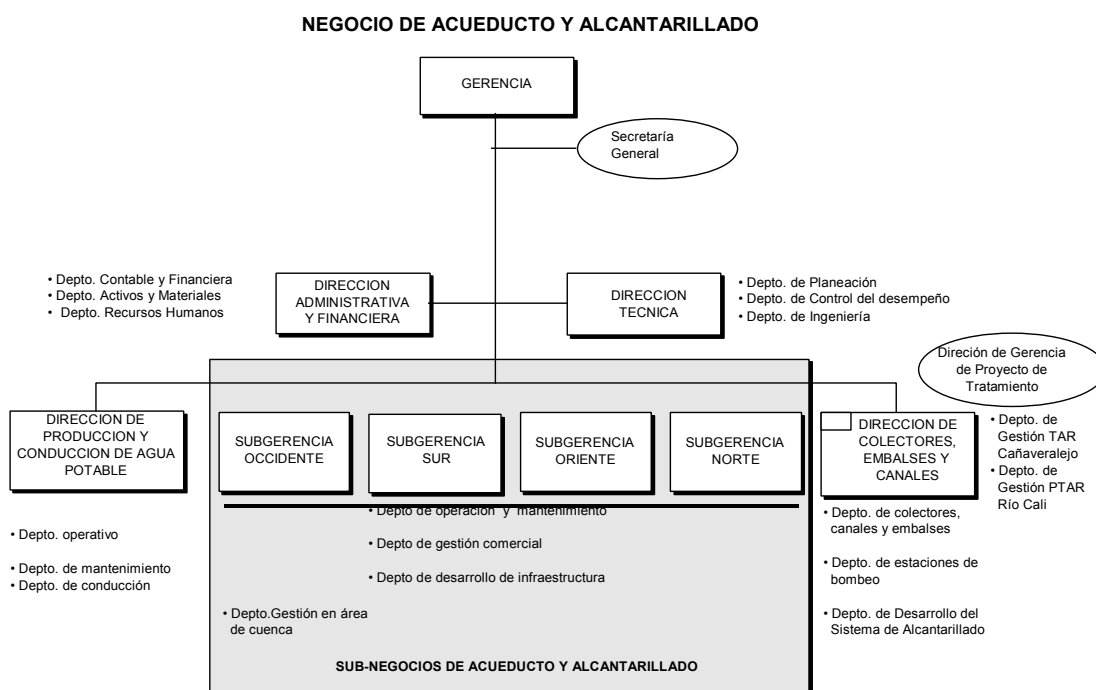 NEGOCIO DE ACUEDUCTO Y ALCANTARILLADO
GERENCIA
Secretaría
General
• Depto. Contable y Financiera
• Depto. Activos y Materiales
• Depto. Recursos Humanos
DIRECCION
ADMINISTRATIVA
Y FINANCIERA
DIRECCION
TECNICA
• Depto. de Planeación
• Depto. de Control del desempeño
• Depto. de Ingeniería
Direción de Gerencia
de Proyecto de
Tratamiento
DIRECCION DE
PRODUCCION Y
CONDUCCION DE AGUA
POTABLE
SUBGERENCIA
OCCIDENTE
SUBGERENCIA
SUR
SUBGERENCIA
ORIENTE
SUBGERENCIA
NORTE
DIRECCION DE
COLECTORES,
EMBALSES Y
CANALES
• Depto. de
Gestión TAR
Cañaveralejo
• Depto. de
Gestión PTAR
Río Cali
• Depto. operativo
• Depto. de mantenimiento
• Depto. de conducción
• Depto de operación y mantenimiento
• Depto de gestión comercial
• Depto de desarrollo de infraestructura
• Depto.Gestión en área
de cuenca
• Depto. de colectores,
canales y embalses
• Depto. de estaciones de
bombeo
• Depto. de Desarrollo del
Sistema de Alcantarillado
SUB-NEGOCIOS DE ACUEDUCTO Y ALCANTARILLADO